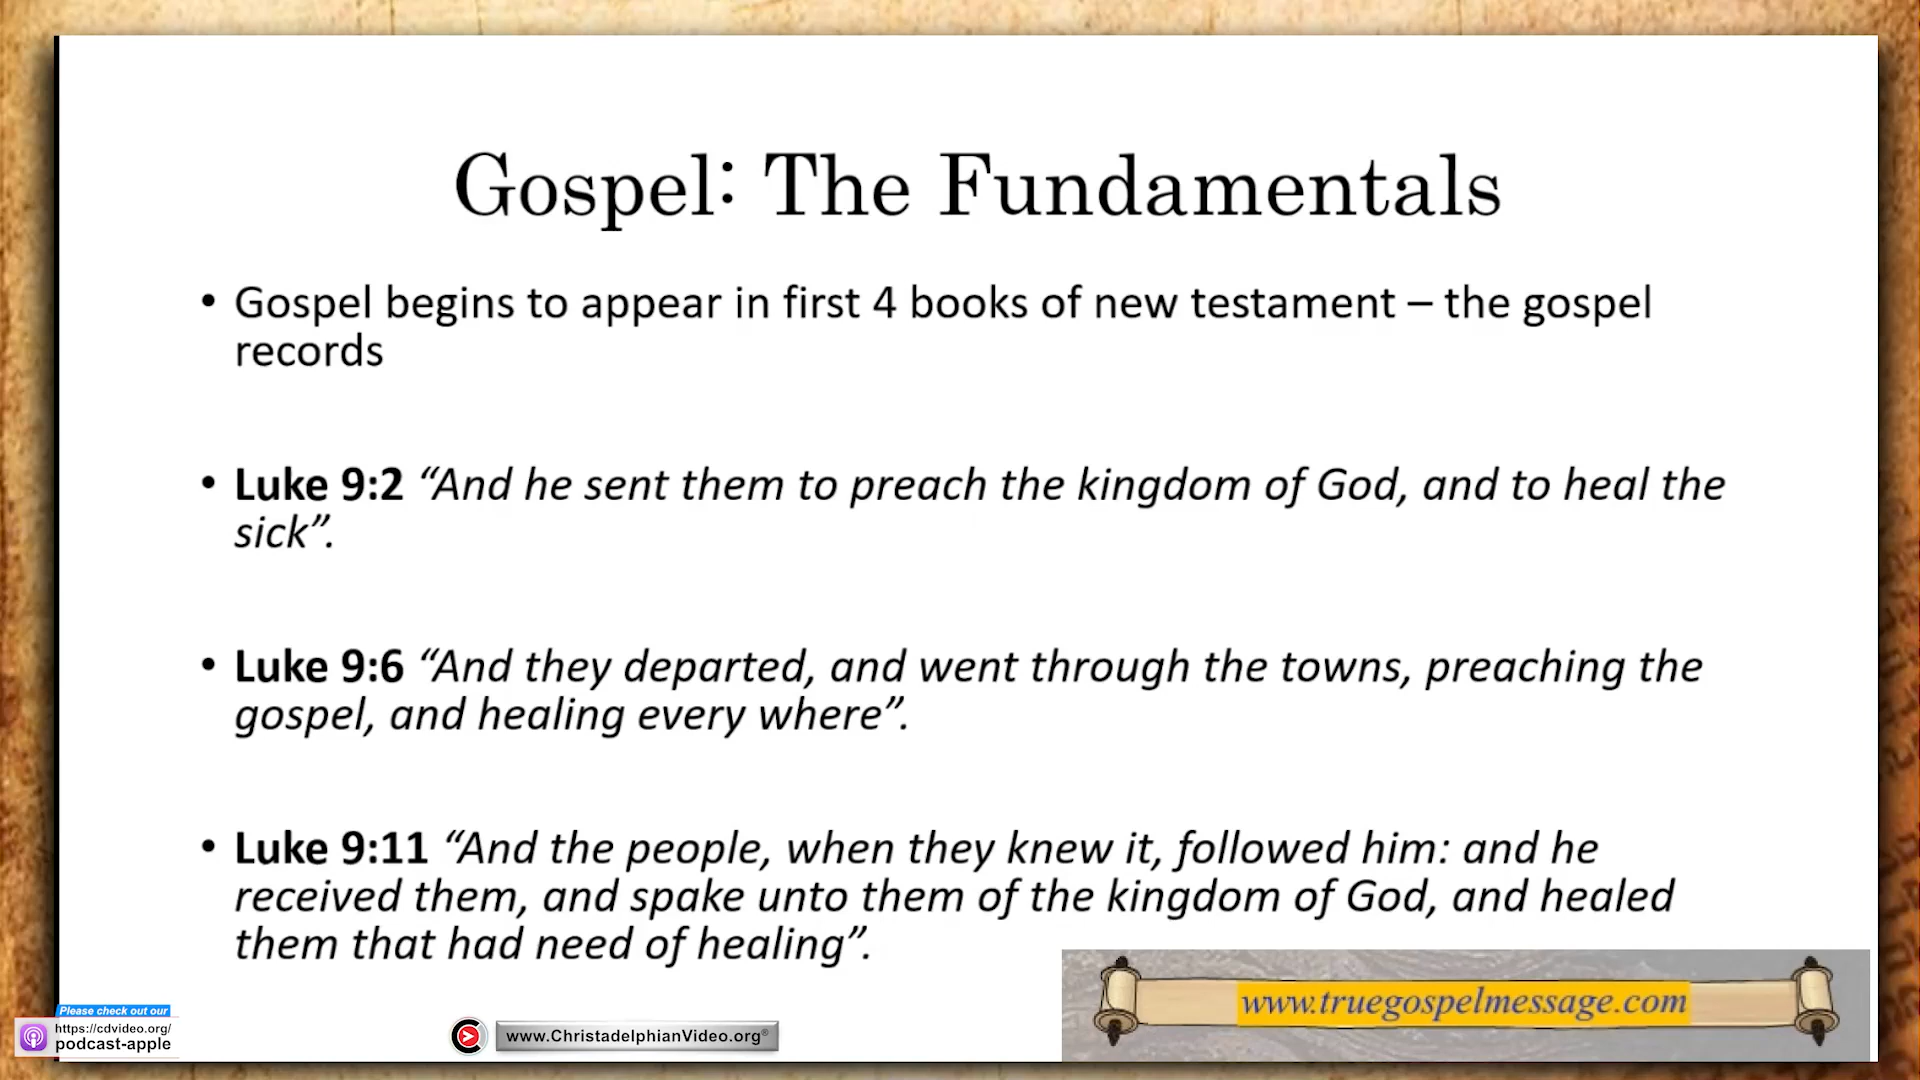 Gospel: The Fundamentals
• Gospel begins to appear in first 4 books of new testament – the gospel
records
• Luke 9:2 “And he sent them to preach the kingdom of God, and to heal the
sick”.
• Luke 9:6 “And they departed, and went through the towns, preaching the
gospel, and healing every where”.
• Luke 9:11 “And the people, when they knew it, followed him: and he
received them, and spake unto them of the kingdom of God, and healed
them that had need of healing”.
www.truegospelmessage.com
Please check out our
https://cdvideo.org/
podcast-apple
www.ChristadelphianVideo.org®